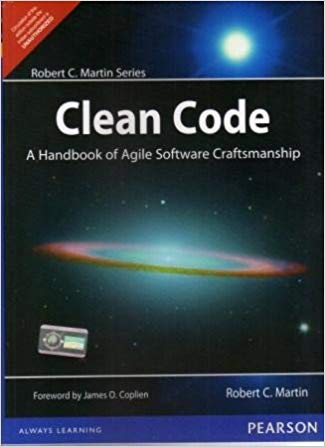 UNAUTHORIZED
Robert C. Martin Series
Clean Code
A Handbook of Agile Software Craftsmanship
Foreword by James O. Coplien
Robert C. Martin
ALWAYS LEARNING
PEARSON